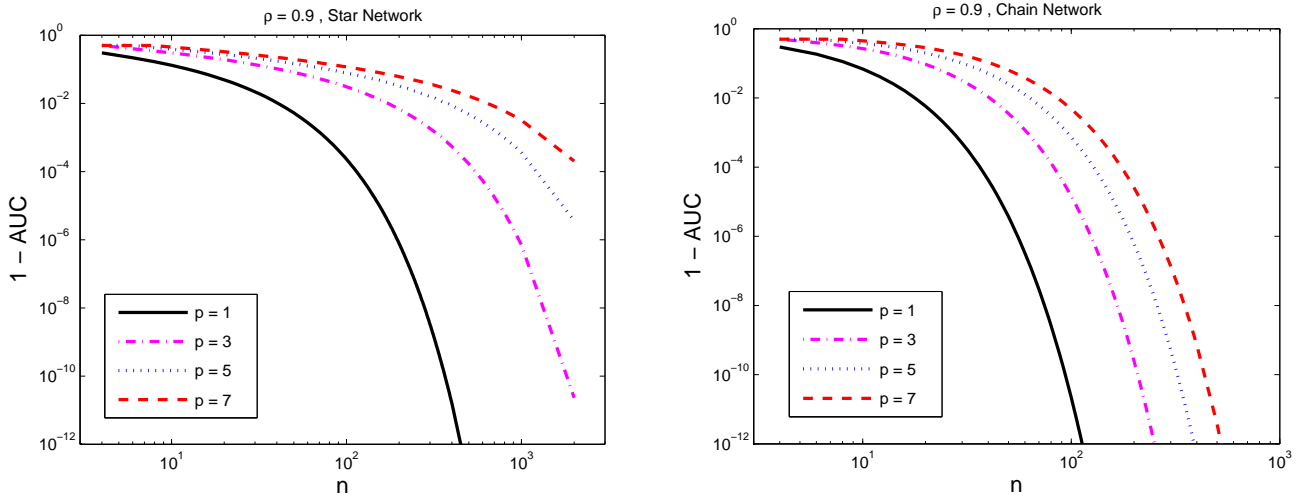 ρ = 0.9 , Star Network
1 − AUC
10^0
10^−2
10^−4
10^−6
10^−8
10^−10
10^−12
p = 1
p = 3
p = 5
p = 7
10^1
10^2
10^3
n
ρ = 0.9 , Chain Network
1 − AUC
10^0
10^−2
10^−4
10^−6
10^−8
10^−10
10^−12
p = 1
p = 3
p = 5
p = 7
10^1
10^2
10^3
n